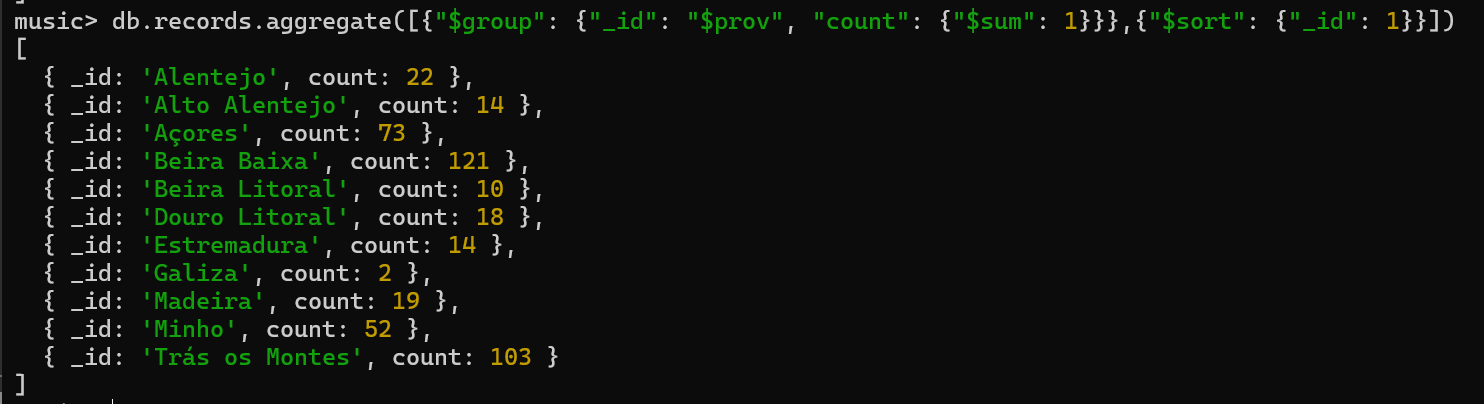 music> db.records.aggregate([{"$group": {"_id": "$prov", "count": {"$sum": 1}}},{"$sort": {"_id": 1}}])
[
  { _id: 'Alentejo', count: 22 },
  { _id: 'Alto Alentejo', count: 14 },
  { _id: 'Açores', count: 73 },
  { _id: 'Beira Baixa', count: 121 },
  { _id: 'Beira Litoral', count: 10 },
  { _id: 'Douro Litoral', count: 18 },
  { _id: 'Estremadura', count: 14 },
  { _id: 'Galiza', count: 2 },
  { _id: 'Madeira', count: 19 },
  { _id: 'Minho', count: 52 },
  { _id: 'Trás os Montes', count: 103 }
]